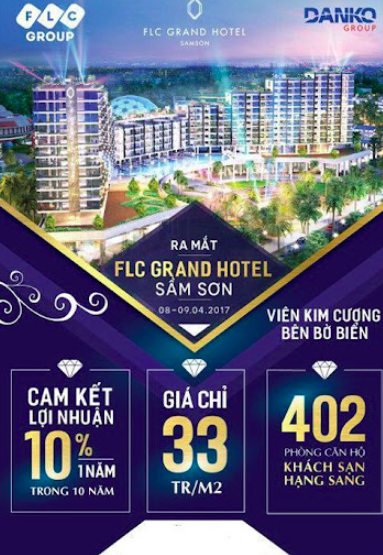 FLC
GROUP
FLC GRAND HOTEL
SAMSON
DANKO
GROUP
RA MẮT
FLC GRAND HOTEL
SẦM SƠN
08-09.04.2017
VIÊN KIM CƯƠNG
BÊN BỜ BIỂN
CAM KẾT
LỢI NHUẬN
10%
1 NĂM
TRONG 10 NĂM
GIÁ CHỈ
33
TR/M2
402
PHÒNG CĂN HỘ
KHÁCH SẠN
HẠNG SANG